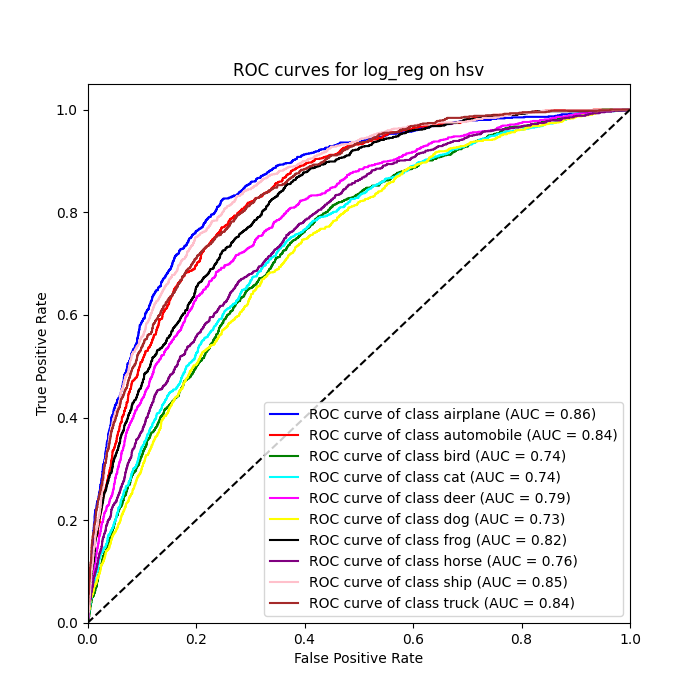 ROC curves for log_reg on hsv
1.0
0.8
0.6
0.4
0.2
0.0
True Positive Rate
ROC curve of class airplane (AUC = 0.86)
ROC curve of class automobile (AUC = 0.84)
ROC curve of class bird (AUC = 0.74)
ROC curve of class cat (AUC = 0.74)
ROC curve of class deer (AUC = 0.79)
ROC curve of class dog (AUC = 0.73)
ROC curve of class frog (AUC = 0.82)
ROC curve of class horse (AUC = 0.76)
ROC curve of class ship (AUC = 0.85)
ROC curve of class truck (AUC = 0.84)
0.0 0.2 0.4 0.6 0.8 1.0
False Positive Rate